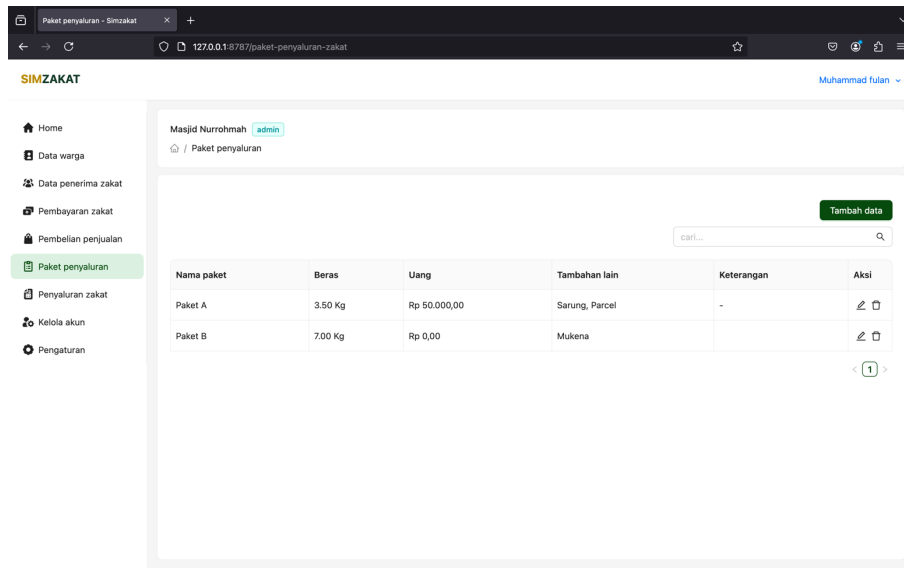 Paket penyaluran - Simzakat
127.0.0.1:8787/paket-penyaluran-zakat
SIMZAKAT
Muhammad fulan
Home
Data warga
Data penerima zakat
Pembayaran zakat
Pembelian penjualan
Paket penyaluran
Penyaluran zakat
Kelola akun
Pengaturan
Masjid Nurrohmah admin
/ Paket penyaluran
Tambah data
cari...
Nama paket Beras Uang Tambahan lain Keterangan Aksi
Paket A 3.50 Kg Rp 50.000,00 Sarung, Parcel -
Paket B 7.00 Kg Rp 0,00 Mukena
< 1 >